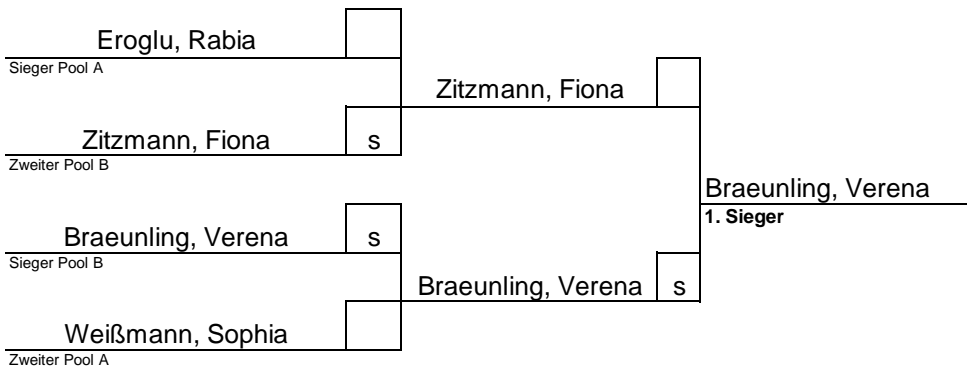 Eroglu, Rabia
Sieger Pool A
Zitzmann, Fiona
Zitzmann, Fiona s
Zweiter Pool B
Braeunling, Verena
1. Sieger
Braeunling, Verena s
Sieger Pool B
Braeunling, Verena s
Weißmann, Sophia
Zweiter Pool A